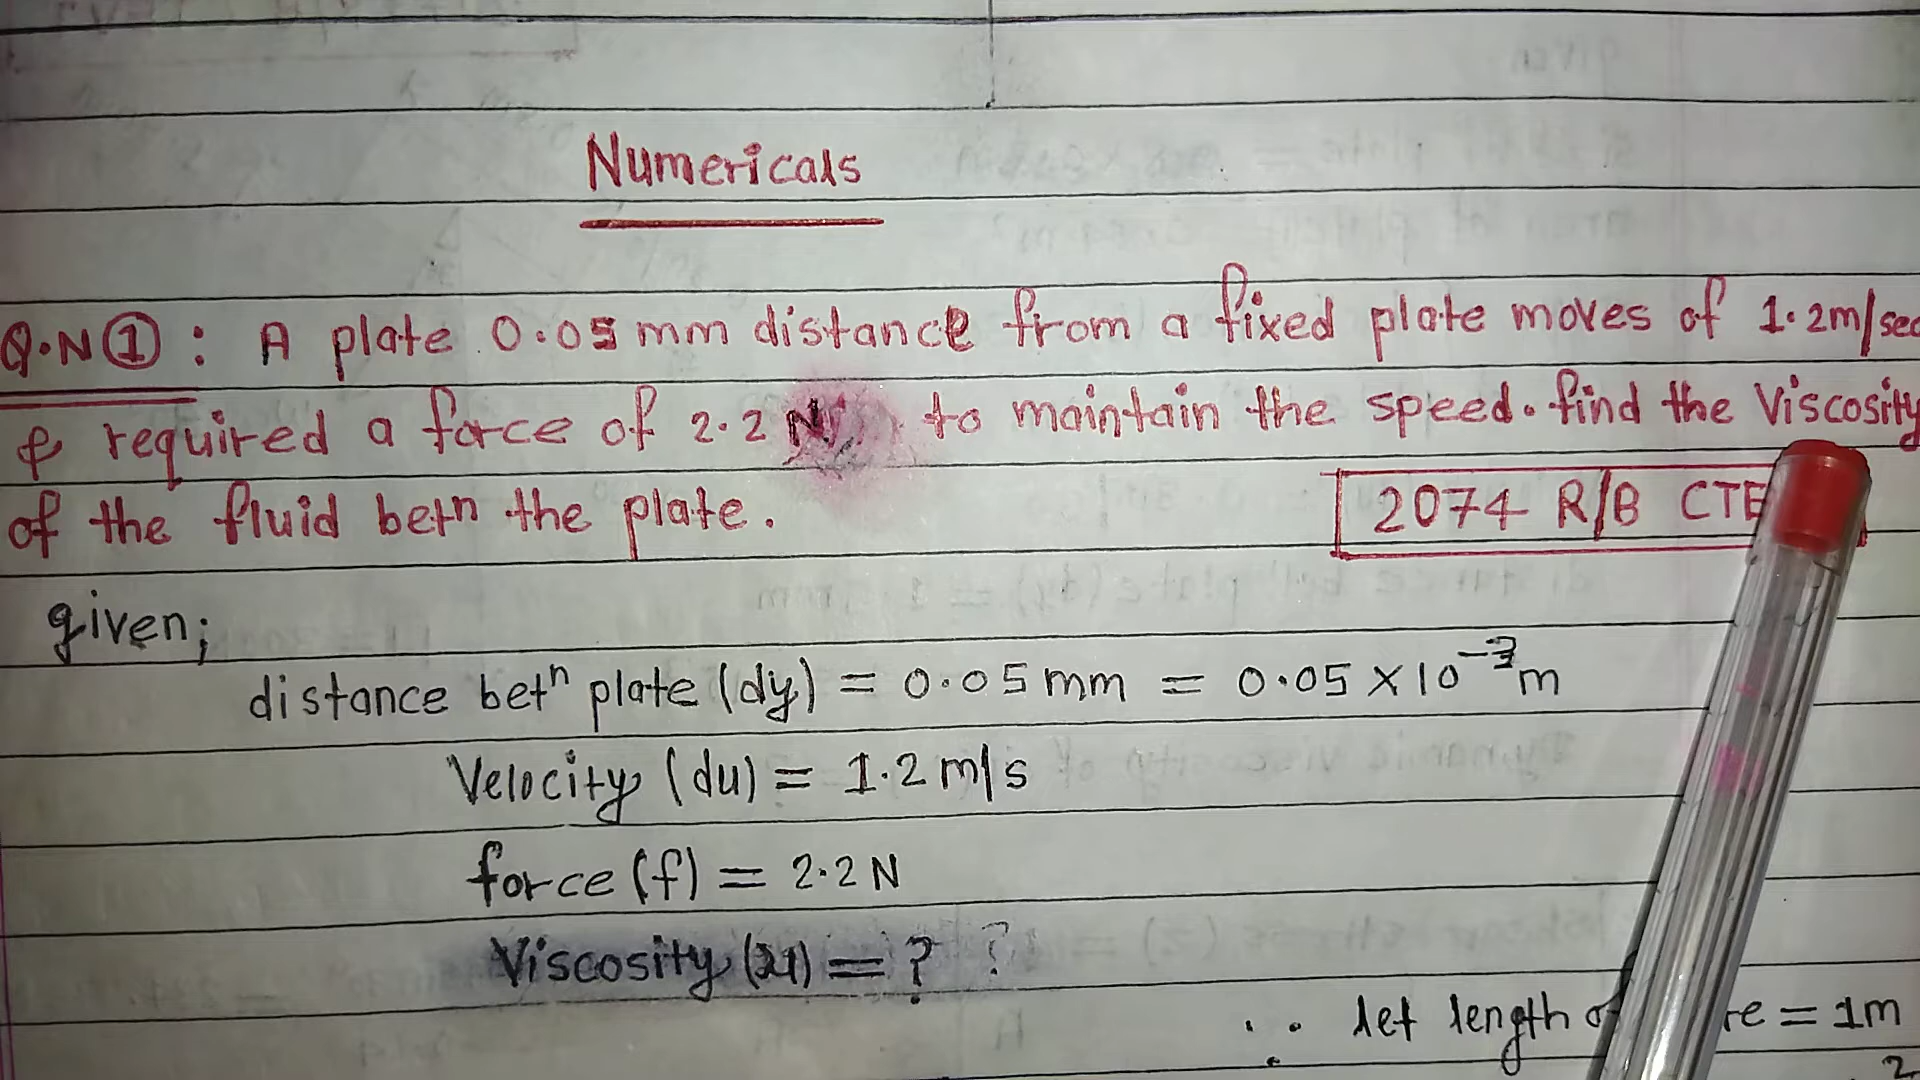 Numericals
Q.N ① : A plate 0.05 mm distance from a fixed plate moves of 1.2m/sec
& required a force of 2.2 N to maintain the speed. find the Viscosity
of the fluid betn the plate.
2074 R/B CTE
given;
distance betn plate (dy) = 0.05 mm = 0.05 × 10⁻³ m
Velocity (du) = 1.2 m/s
force (f) = 2.2 N
Viscosity = ? ?
∴ let length = 1m
2